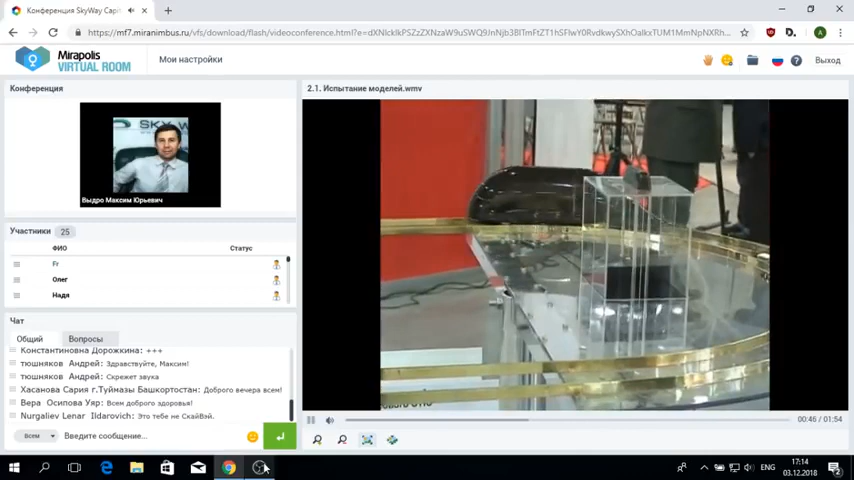 Конференция SkyWay Capi
https://mf7.miranimbus.ru/vfs/download/flash/videoconference.html?e=
Mirapolis
VIRTUAL ROOM
Мои настройки
Выход
Конференция
SKY W
Выдро Максим Юрьевич
Участники 25
ФИО Статус
Fr
Олег
Надя
Чат
Общий Вопросы
Константиновна Дорожкина: +++
тюшняков Андрей: Здравствуйте, Максим!
тюшняков Андрей: Скрежет звука
Хасанова Сария г.Туймазы Башкортостан: Доброго вечера всем!
Вера Осипова Уяр: Всем доброго здоровья!
Nurgaliev Lenar Ildarovich: Это тебе не СкайВэй.
Всем Введите сообщение...
2.1. Испытание моделей.wmv
00:46 / 01:54
ENG
17:14
03.12.2018
2